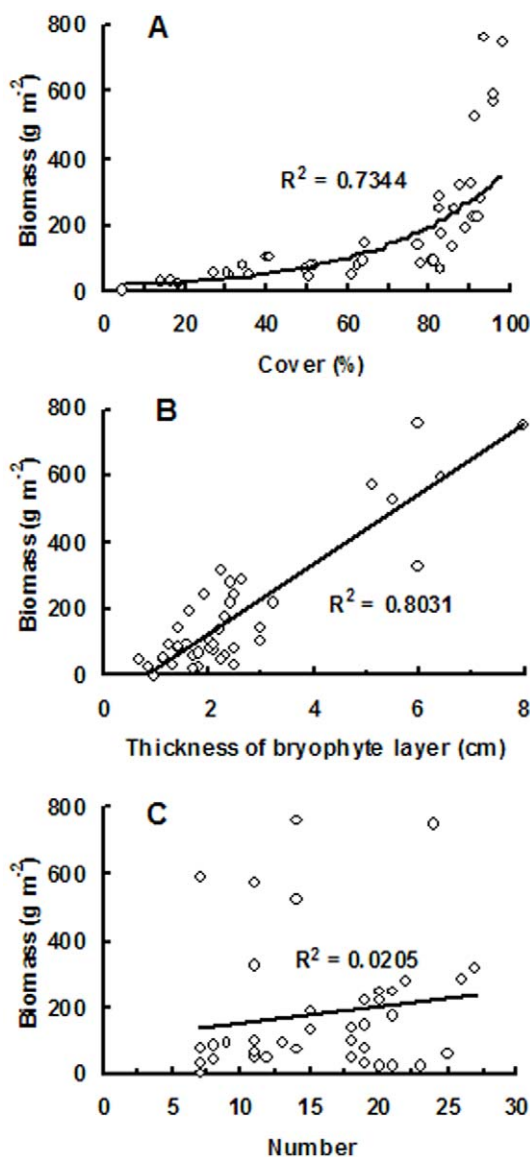 A
800
600
400
200
0
Biomass (g m⁻²)
R² = 0.7344
0 20 40 60 80 100
Cover (%)
B
800
600
400
200
0
Biomass (g m⁻²)
R² = 0.8031
0 2 4 6 8
Thickness of bryophyte layer (cm)
C
800
600
400
200
0
Biomass (g m⁻²)
R² = 0.0205
0 5 10 15 20 25 30
Number